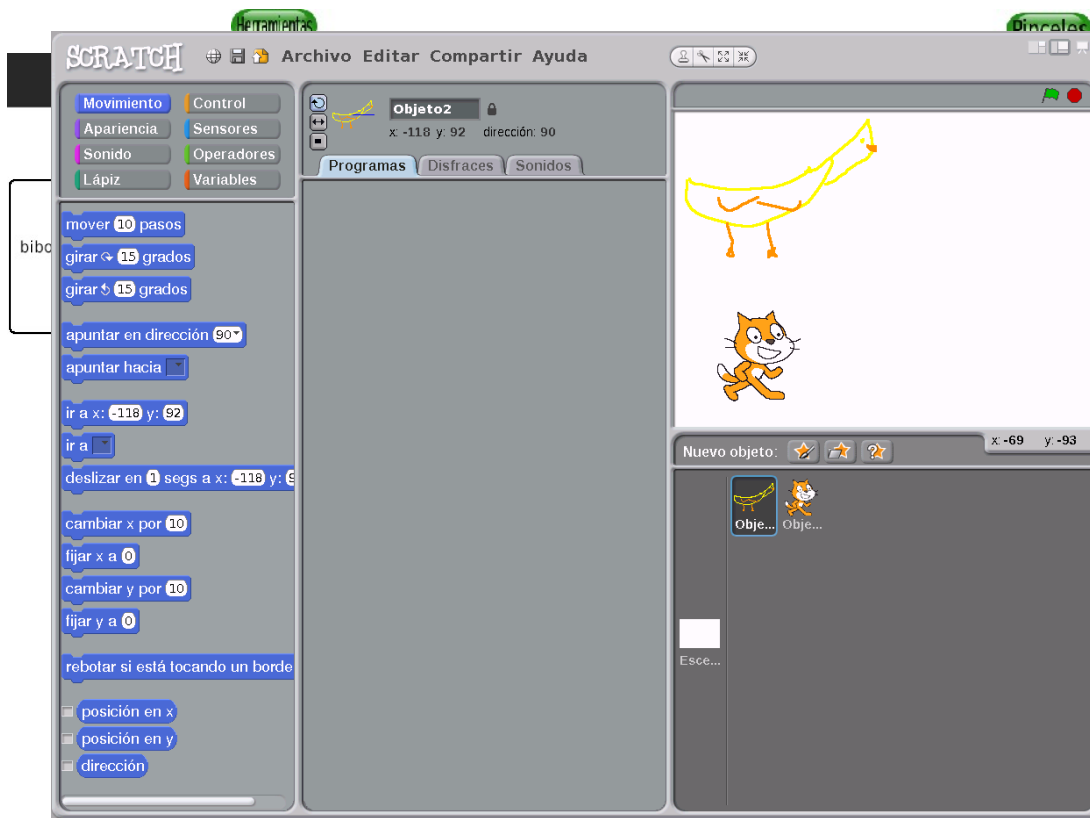 Herramientas
Pinceles
SCRATCH Archivo Editar Compartir Ayuda
Movimiento Control
Apariencia Sensores
Sonido Operadores
Lápiz Variables
Objeto2
x: -118 y: 92 dirección: 90
Programas Disfraces Sonidos
mover 10 pasos
girar 15 grados
girar 15 grados
apuntar en dirección 90
apuntar hacia
ir a x: -118 y: 92
ir a
deslizar en 1 segs a x: -118 y: 9
cambiar x por 10
fijar x a 0
cambiar y por 10
fijar y a 0
rebotar si está tocando un borde
posición en x
posición en y
dirección
bibo
x: -69 y: -93
Nuevo objeto:
Obje... Obje...
Esce...